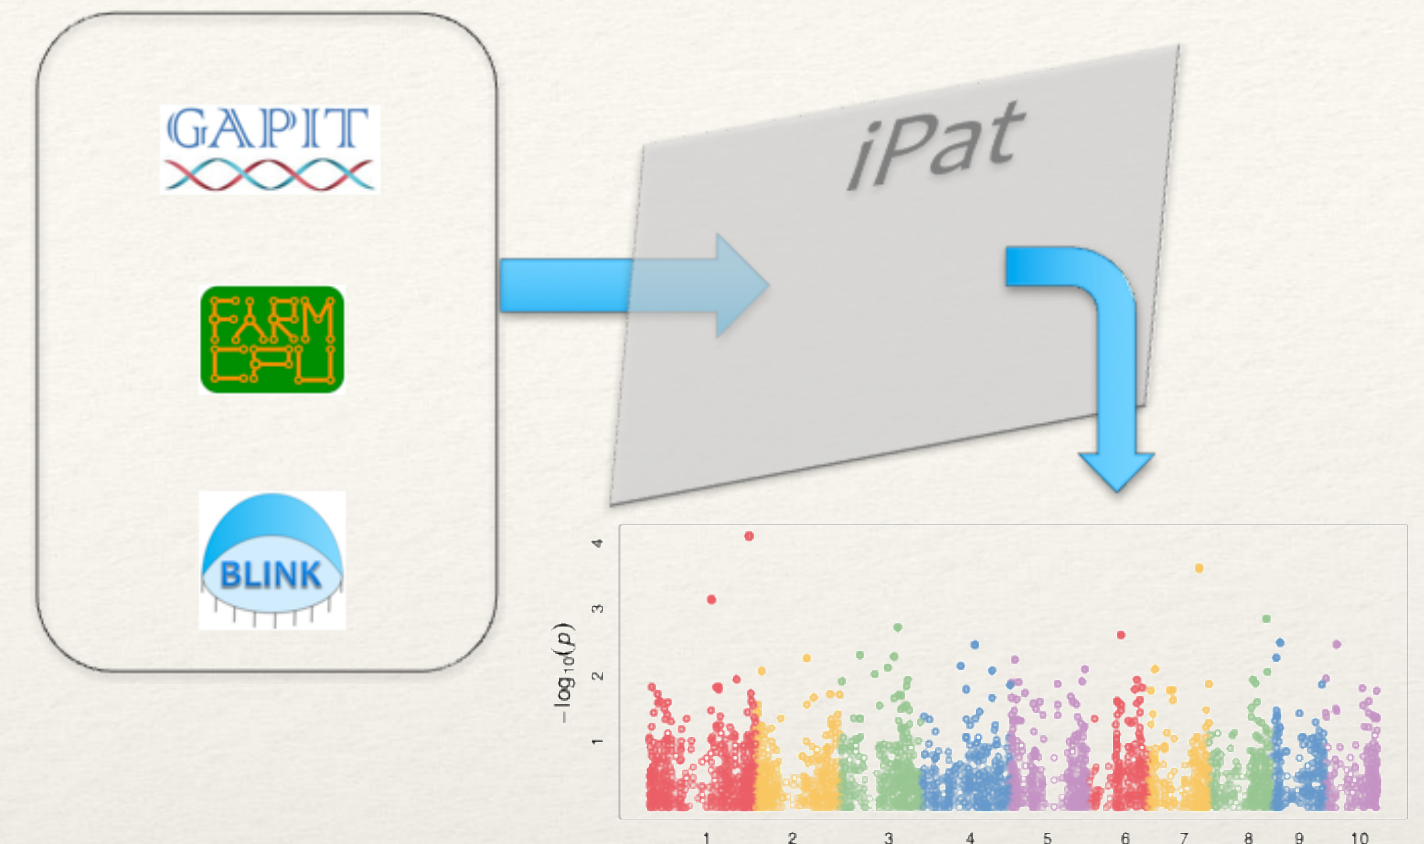 GAPIT
FARM
CPU
BLINK
iPat
−log₁₀(p)
4
3
2
1
1 2 3 4 5 6 7 8 9 10